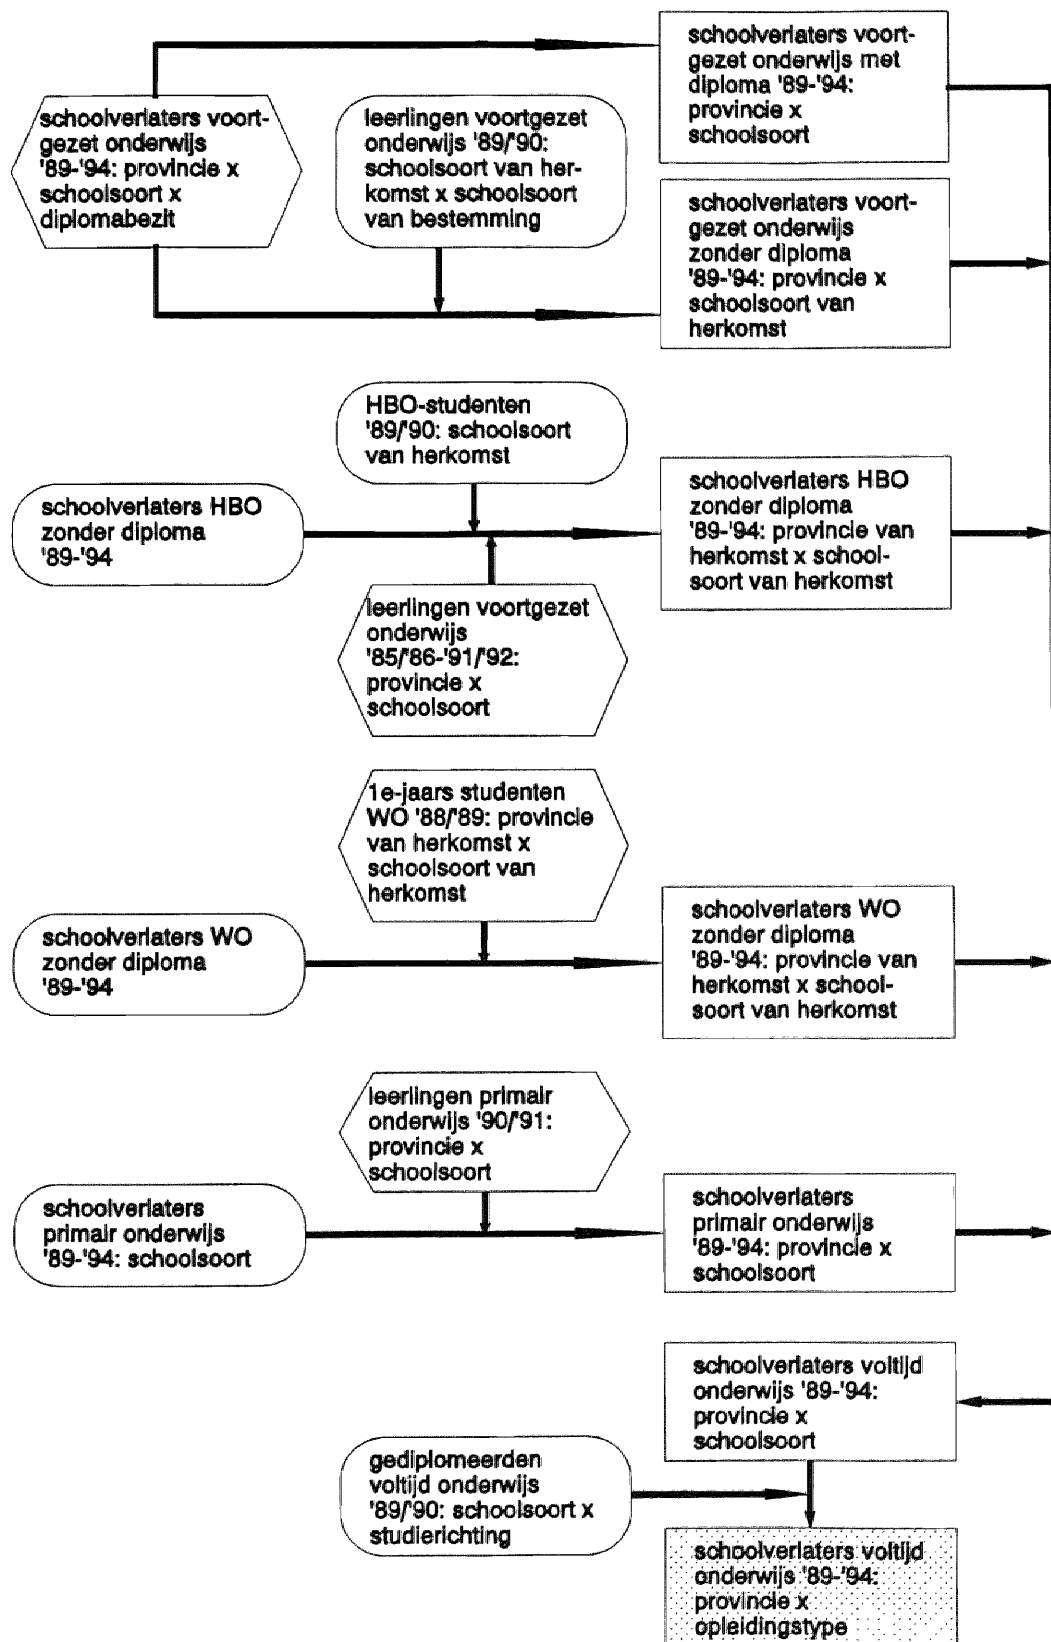 schoolverlaters voort-
gezet onderwijs met
diploma '89-'94:
provincie x
schoolsoort
schoolverlaters voort-
gezet onderwijs
'89-'94: provincie x
schoolsoort x
diplomabezit
leerlingen voortgezet
onderwijs '89/'90:
schoolsoort van her-
komst x schoolsoort
van bestemming
schoolverlaters voort-
gezet onderwijs
zonder diploma
'89-'94: provincie x
schoolsoort van
herkomst
HBO-studenten
'89/'90: schoolsoort
van herkomst
schoolverlaters HBO
zonder diploma
'89-'94
schoolverlaters HBO
zonder diploma
'89-'94: provincie van
herkomst x school-
soort van herkomst
leerlingen voortgezet
onderwijs
'85/'86-'91/'92:
provincie x
schoolsoort
1e-jaars studenten
WO '88/'89: provincie
van herkomst x
schoolsoort van
herkomst
schoolverlaters WO
zonder diploma
'89-'94
schoolverlaters WO
zonder diploma
'89-'94: provincie van
herkomst x school-
soort van herkomst
leerlingen primair
onderwijs '90/'91:
provincie x
schoolsoort
schoolverlaters
primair onderwijs
'89-'94: schoolsoort
schoolverlaters
primair onderwijs
'89-'94: provincie x
schoolsoort
schoolverlaters voltijd
onderwijs '89-'94:
provincie x
schoolsoort
gediplomeerden
voltijd onderwijs
'89/'90: schoolsoort x
studierichting
schoolverlaters voltijd
onderwijs '89-'94:
provincie x
opleidingstype